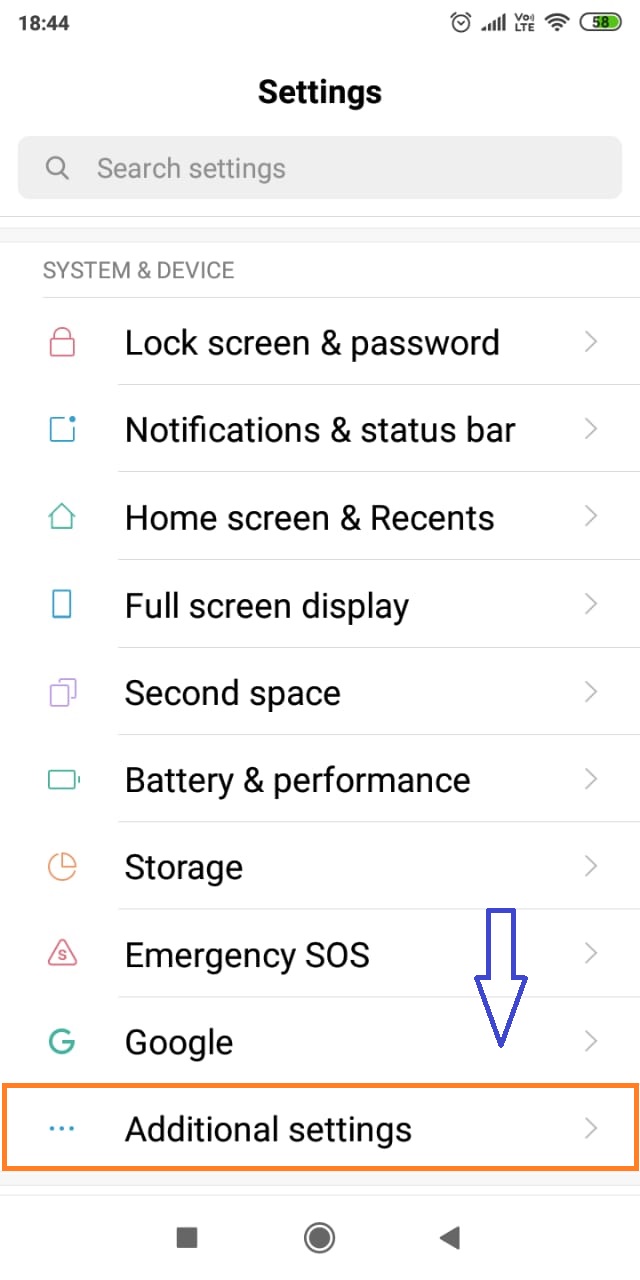 18:44
Vo) LTE
58
Settings
Search settings
SYSTEM & DEVICE
Lock screen & password
Notifications & status bar
Home screen & Recents
Full screen display
Second space
Battery & performance
Storage
S
Emergency SOS
G
Google
Additional settings